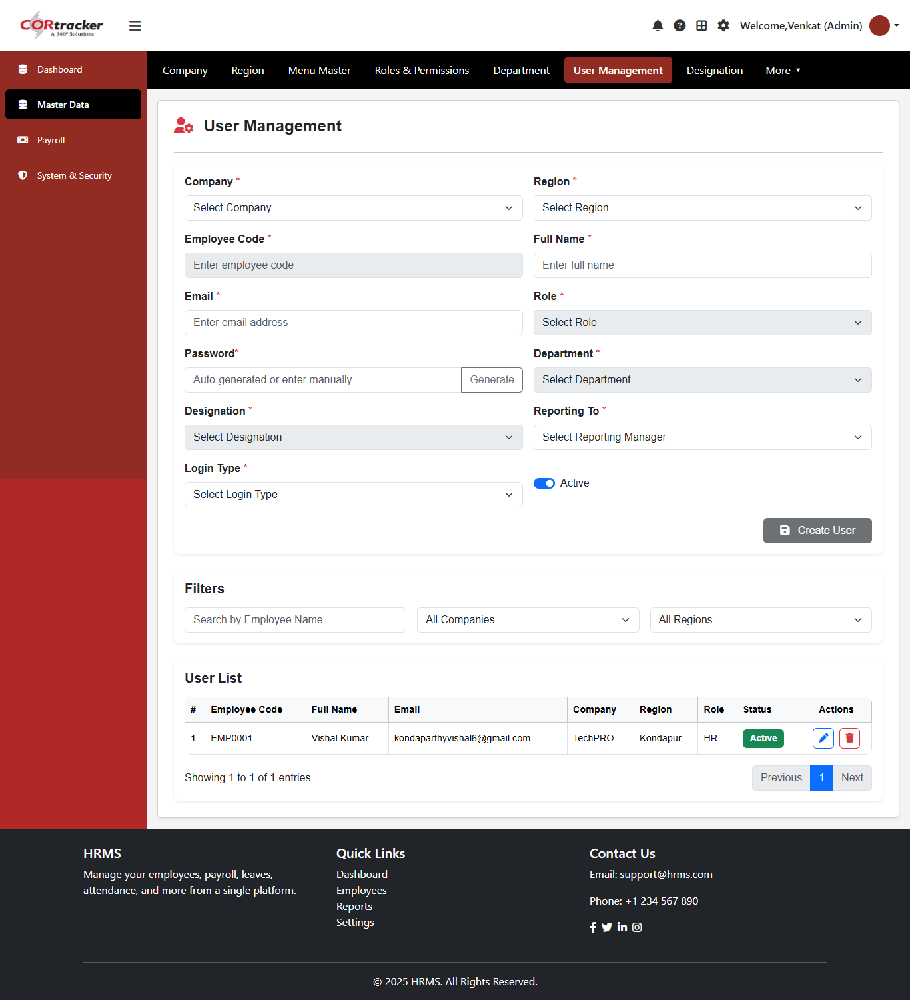 CORtracker
A 360° Solutions
Welcome,Venkat (Admin)
Dashboard
Master Data
Payroll
System & Security
Company Region Menu Master Roles & Permissions Department User Management Designation More
User Management
Company * Region *
Select Company Select Region
Employee Code * Full Name *
Enter employee code Enter full name
Email * Role *
Enter email address Select Role
Password* Department *
Auto-generated or enter manually Generate Select Department
Designation * Reporting To *
Select Designation Select Reporting Manager
Login Type *
Select Login Type Active
Create User
Filters
Search by Employee Name All Companies All Regions
User List
# Employee Code Full Name Email Company Region Role Status Actions
1 EMP0001 Vishal Kumar kondaparthyvishal6@gmail.com TechPRO Kondapur HR Active
Showing 1 to 1 of 1 entries Previous 1 Next
HRMS Quick Links Contact Us
Manage your employees, payroll, leaves, Dashboard Email: support@hrms.com
attendance, and more from a single platform. Employees
Reports Phone: +1 234 567 890
Settings
© 2025 HRMS. All Rights Reserved.